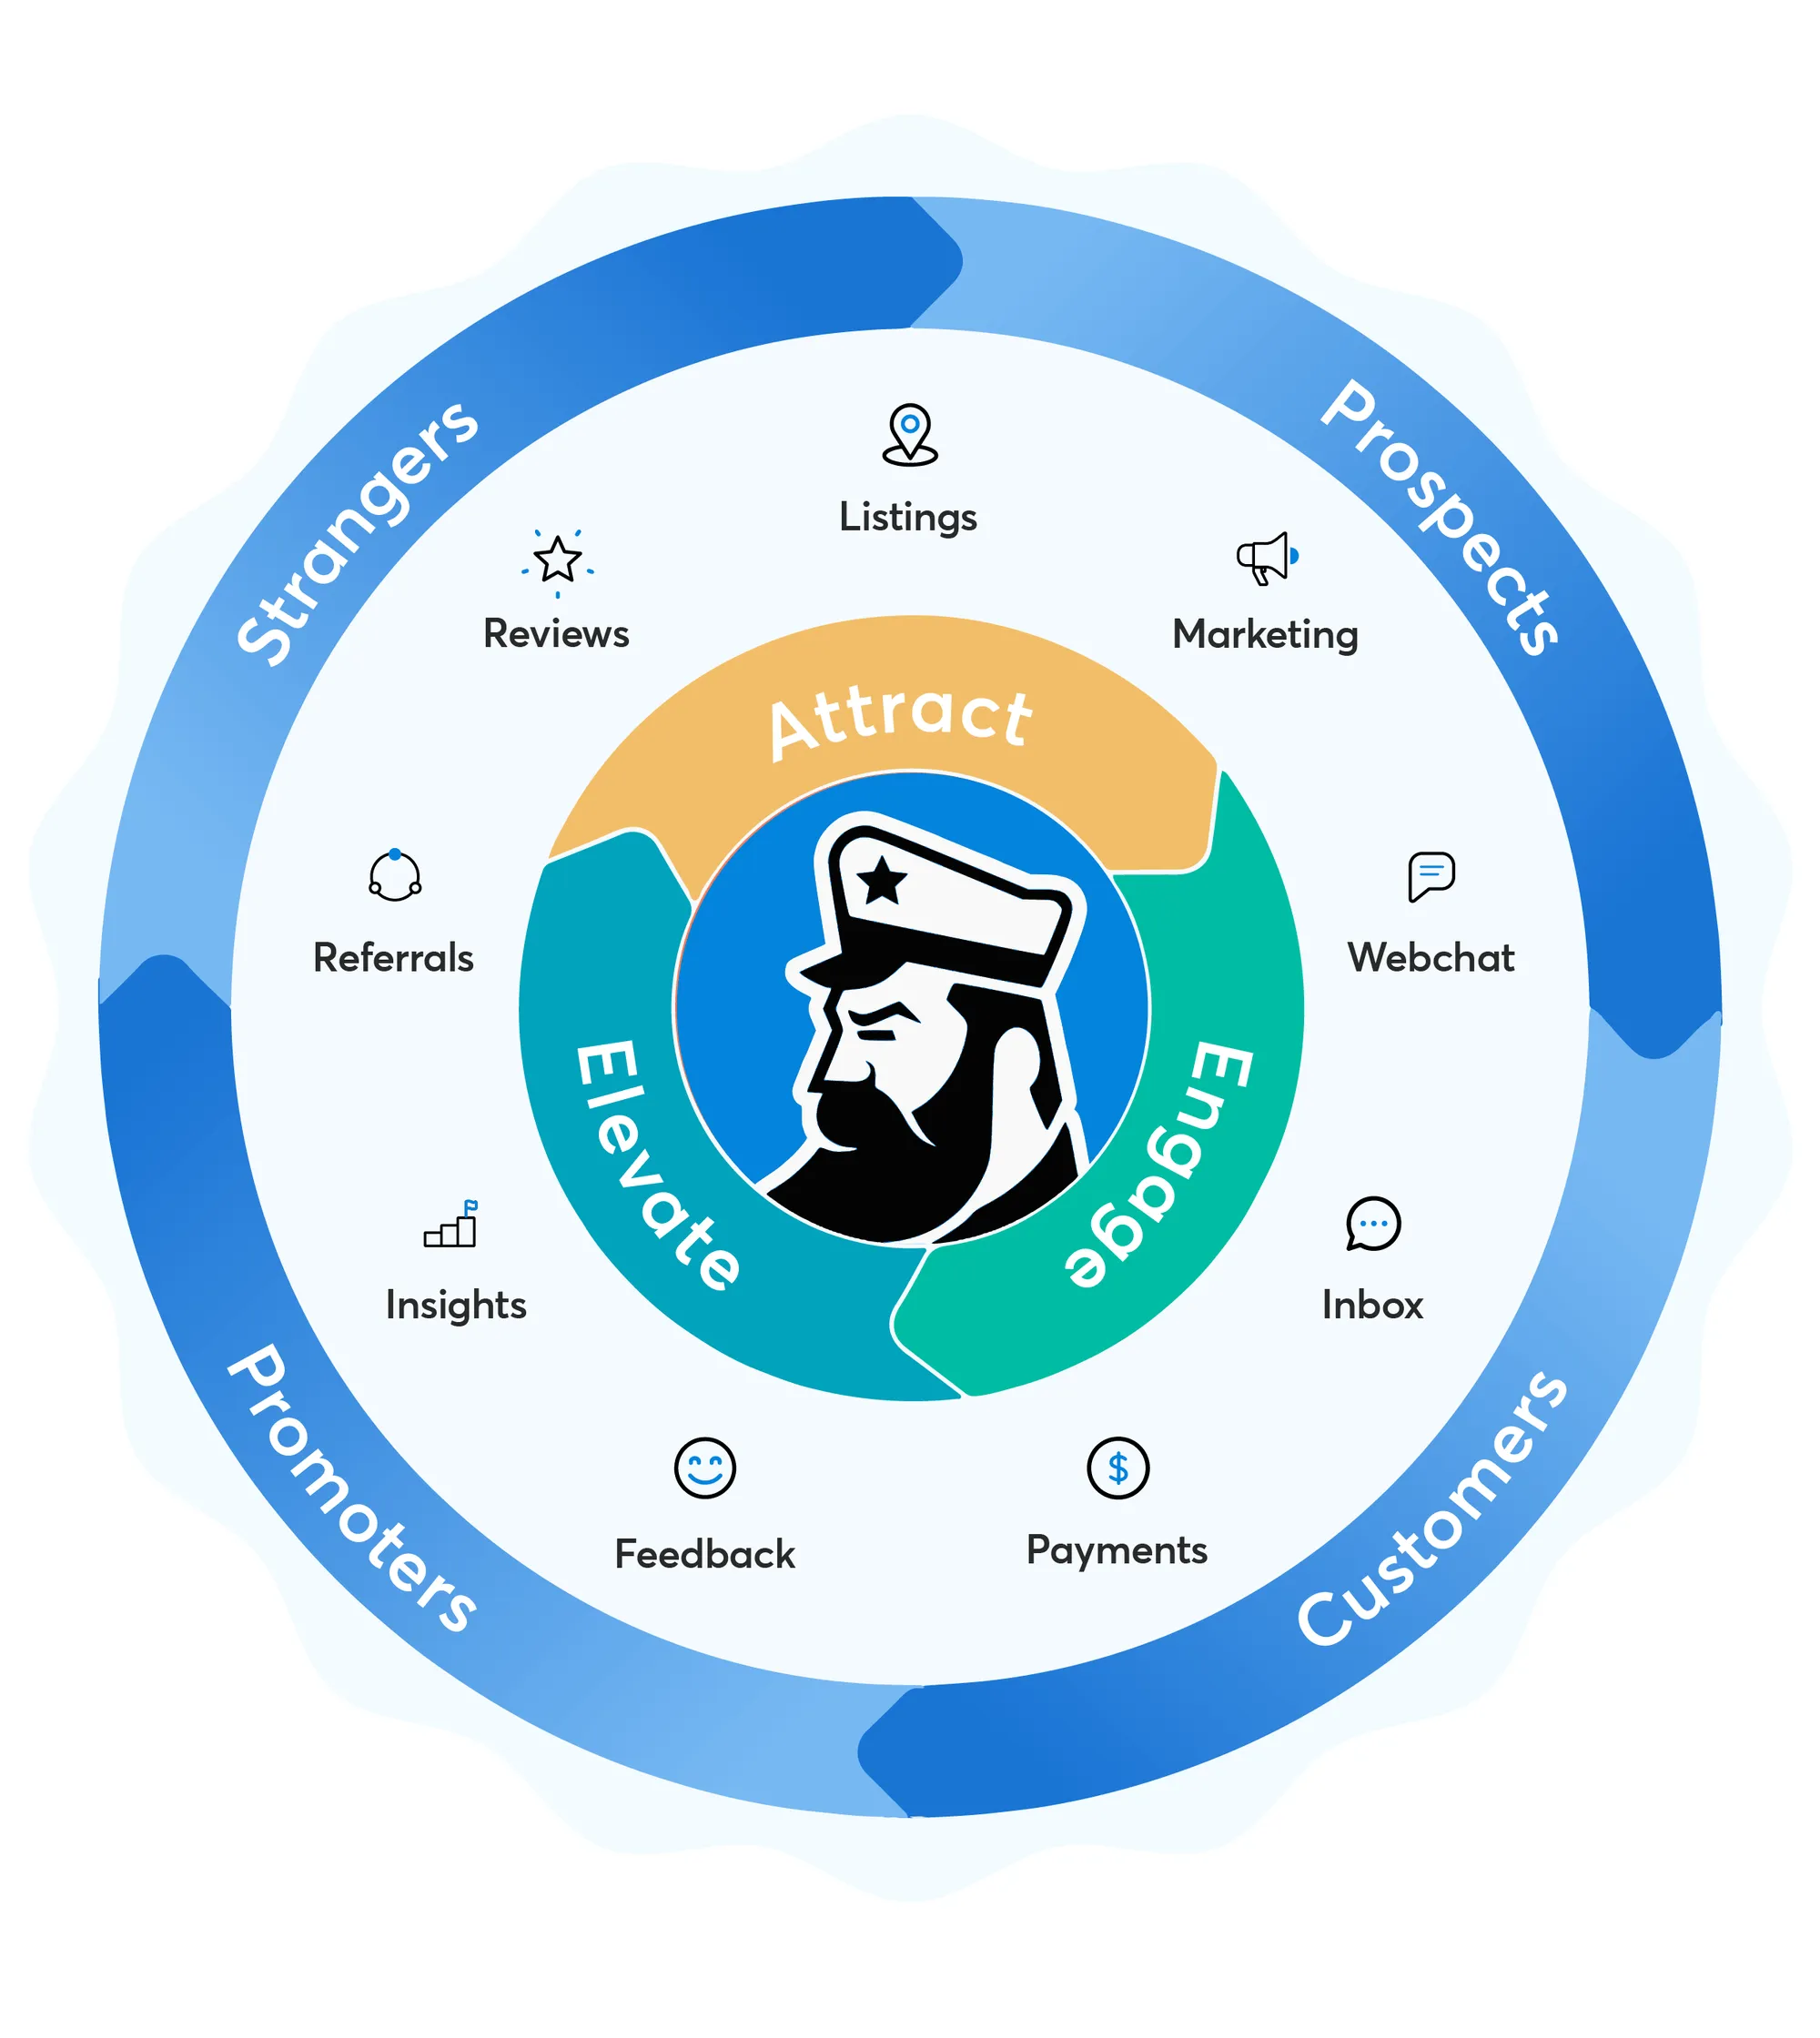 Strangers
Prospects
Customers
Promoters
Listings
Marketing
Webchat
Inbox
Payments
Feedback
Insights
Referrals
Reviews
Attract
Engage
Elevate